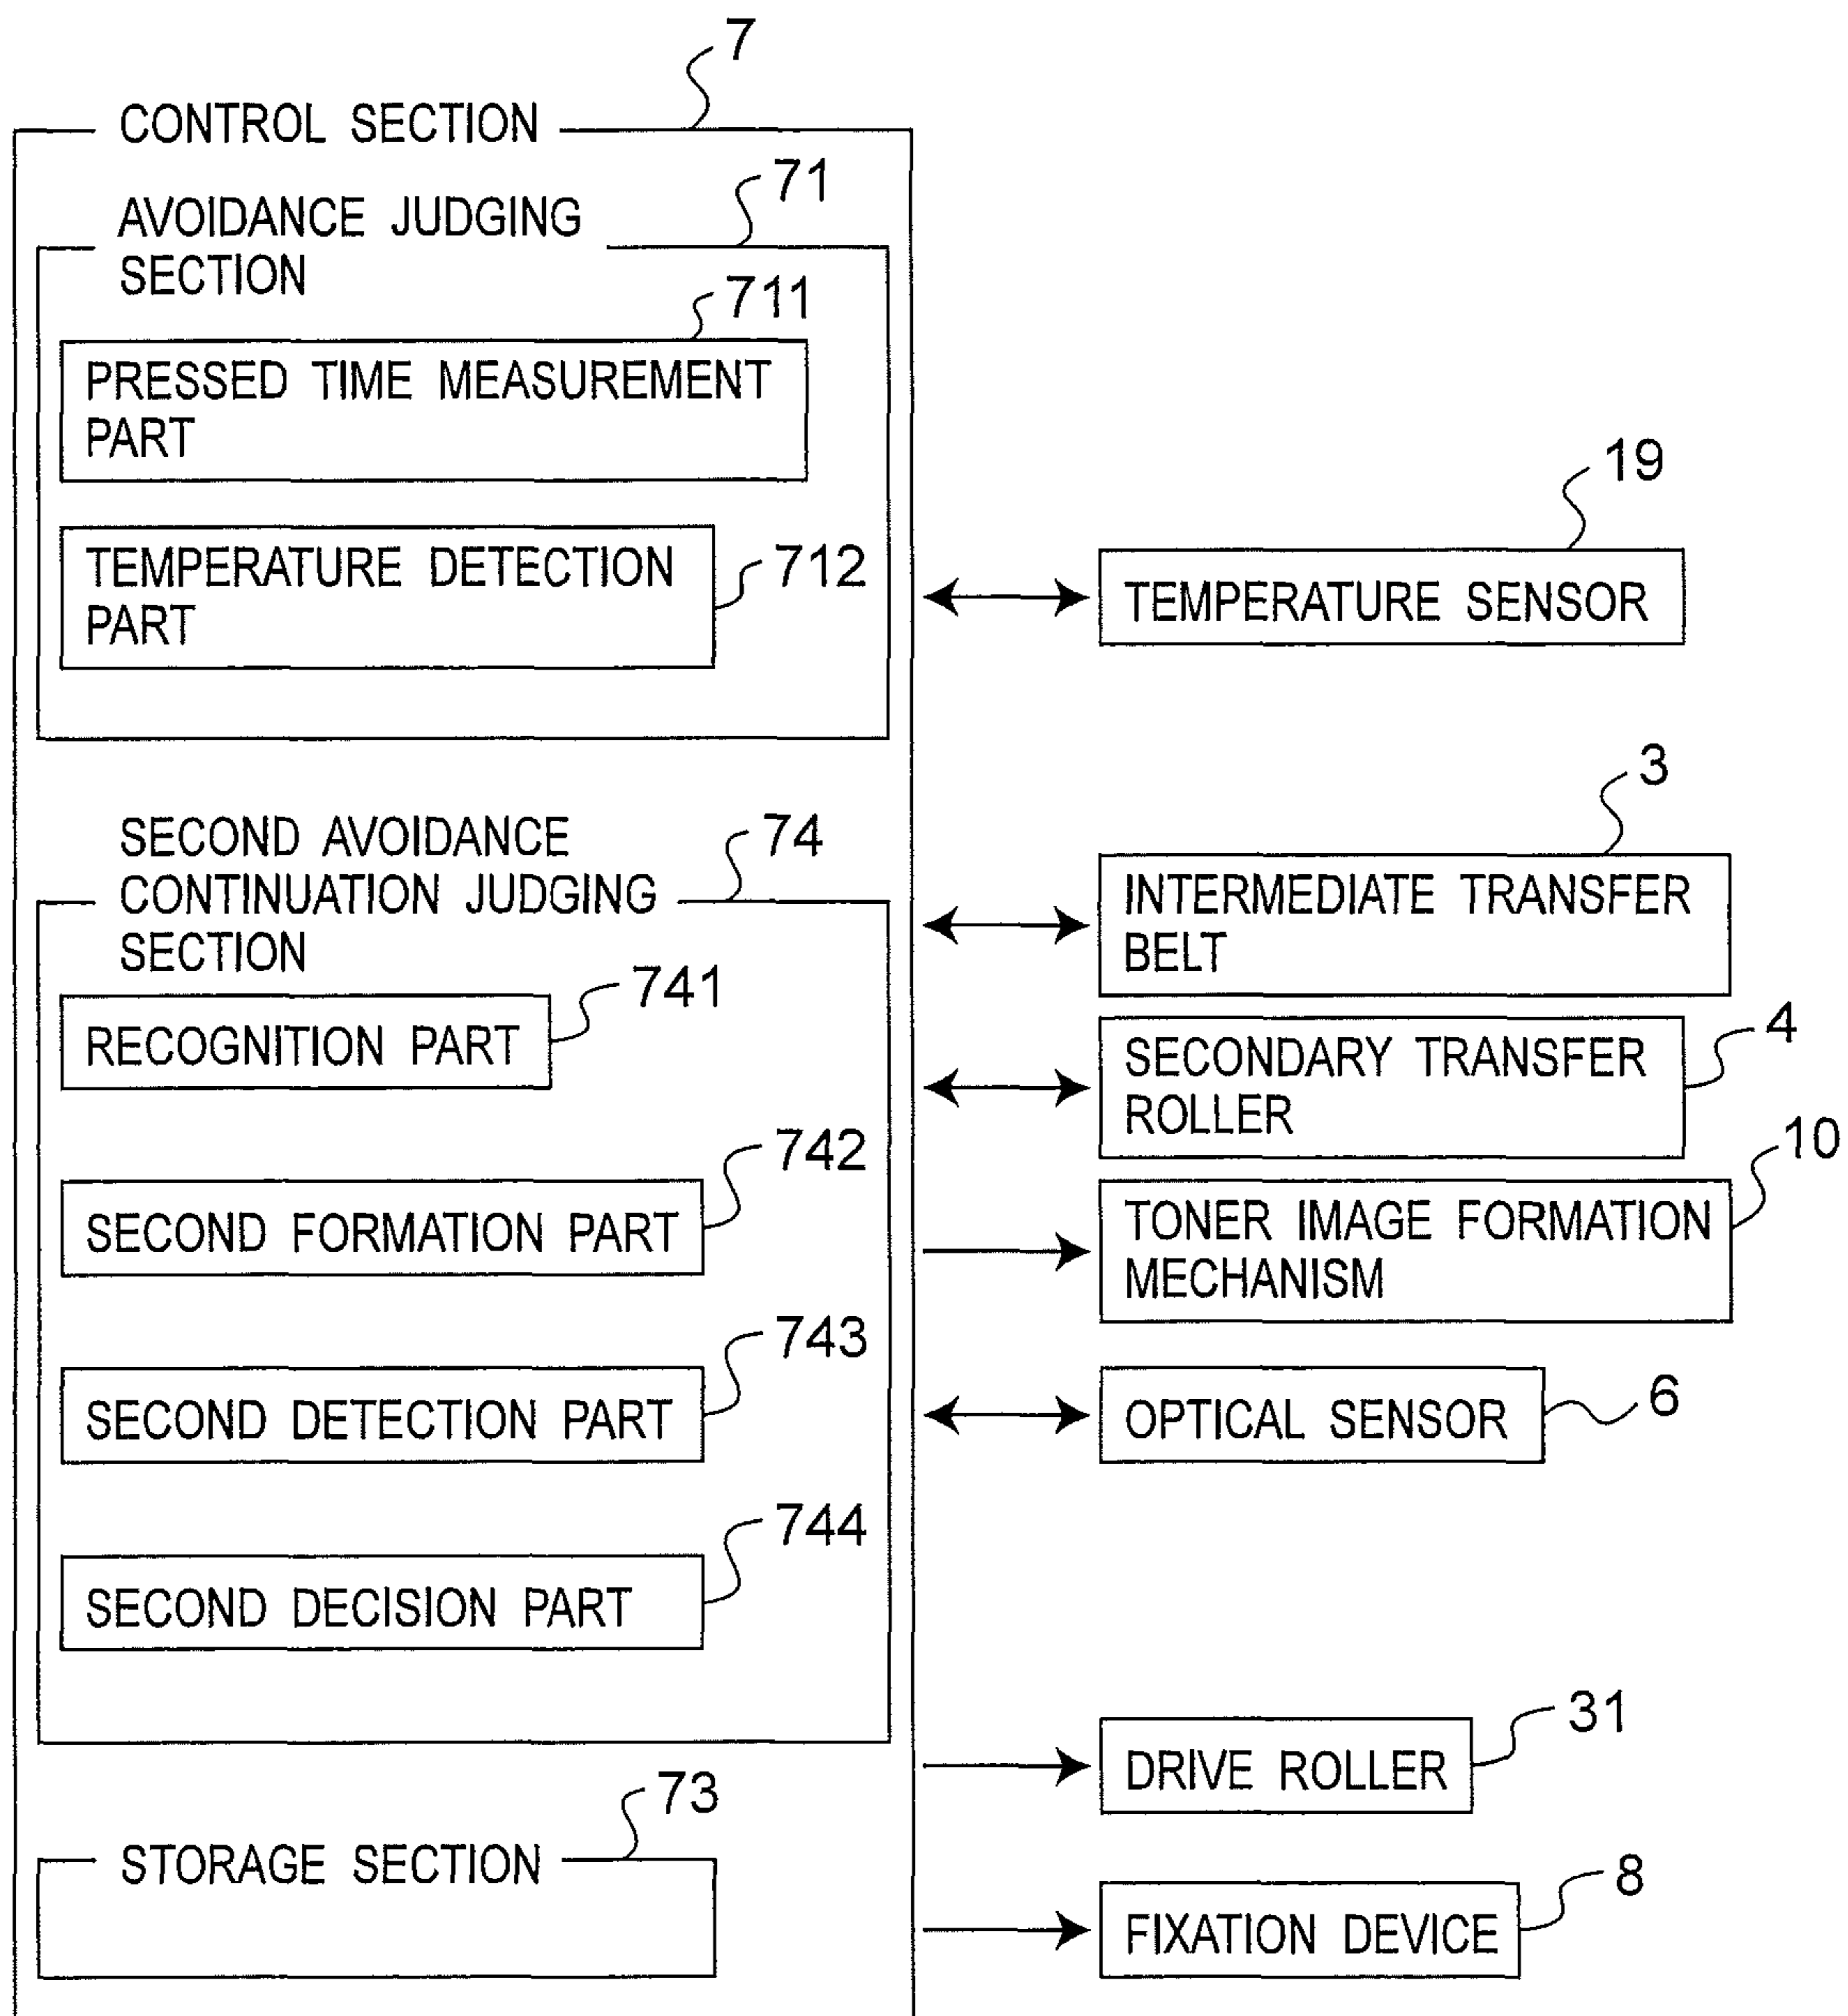 7
CONTROL SECTION
71
AVOIDANCE JUDGING
SECTION
711
PRESSED TIME MEASUREMENT
PART
712
TEMPERATURE DETECTION
PART
74
SECOND AVOIDANCE
CONTINUATION JUDGING
SECTION
741
RECOGNITION PART
742
SECOND FORMATION PART
743
SECOND DETECTION PART
744
SECOND DECISION PART
73
STORAGE SECTION
19
TEMPERATURE SENSOR
3
INTERMEDIATE TRANSFER
BELT
4
SECONDARY TRANSFER
ROLLER
10
TONER IMAGE FORMATION
MECHANISM
6
OPTICAL SENSOR
31
DRIVE ROLLER
8
FIXATION DEVICE